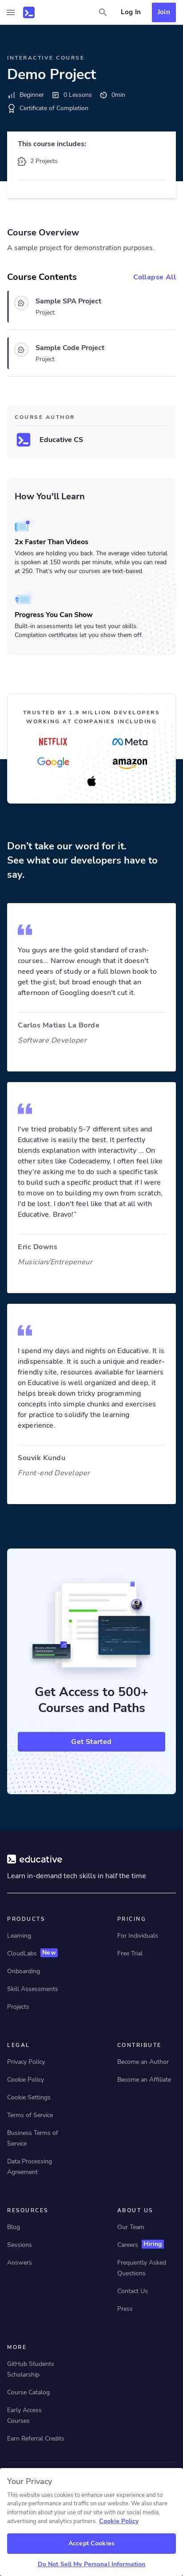 Log In
Join
INTERACTIVE COURSE
Demo Project
Beginner
0 Lessons
0min
Certificate of Completion
This course includes:
2 Projects
Course Overview
A sample project for demonstration purposes.
Course Contents
Collapse All
Sample SPA Project
Project
Sample Code Project
Project
COURSE AUTHOR
Educative CS
How You'll Learn
2x Faster Than Videos
Videos are holding you back. The average video tutorial
is spoken at 150 words per minute, while you can read
at 250. That's why our courses are text-based.
Progress You Can Show
Built-in assessments let you test your skills.
Completion certificates let you show them off.
TRUSTED BY 1.9 MILLION DEVELOPERS
WORKING AT COMPANIES INCLUDING
NETFLIX
Meta
Google
amazon
Don't take our word for it.
See what our developers have to
say.
You guys are the gold standard of crash-
courses... Narrow enough that it doesn't
need years of study or a full blown book to
get the gist, but broad enough that an
afternoon of Googling doesn't cut it.
Carlos Matias La Borde
Software Developer
I've tried probably 5-7 different sites and
Educative is easily the best. It perfectly
blends explanation with interactivity ... On
other sites like Codecademy, I often feel like
they're asking me to do such a specific task
to build such a specific product that if I were
to move on to building my own from scratch,
I'd be lost. I don't feel like that at all with
Educative. Bravo!"
Eric Downs
Musician/Entrepeneur
I spend my days and nights on Educative. It is
indispensable. It is such a unique and reader-
friendly site, resources available for learners
on Educative is well organized and deep, it
helps break down tricky programming
concepts into simple chunks and exercises
for practice to solidify the learning
experience.
Souvik Kundu
Front-end Developer
Get Access to 500+
Courses and Paths
Get Started
educative
Learn in-demand tech skills in half the time
PRODUCTS
Learning
CloudLabs New
Onboarding
Skill Assessments
Projects
PRICING
For Individuals
Free Trial
LEGAL
Privacy Policy
Cookie Policy
Cookie Settings
Terms of Service
Business Terms of
Service
Data Processing
Agreement
CONTRIBUTE
Become an Author
Become an Affiliate
RESOURCES
Blog
Sessions
Answers
ABOUT US
Our Team
Careers Hiring
Frequently Asked
Questions
Contact Us
Press
MORE
GitHub Students
Scholarship
Course Catalog
Early Access
Courses
Earn Referral Credits
Your Privacy
This website uses cookies to enhance user experience and to
analyze performance and traffic on our website. We also share
information about your use of our site with our social media,
advertising and analytics partners. Cookie Policy
Accept Cookies
Do Not Sell My Personal Information